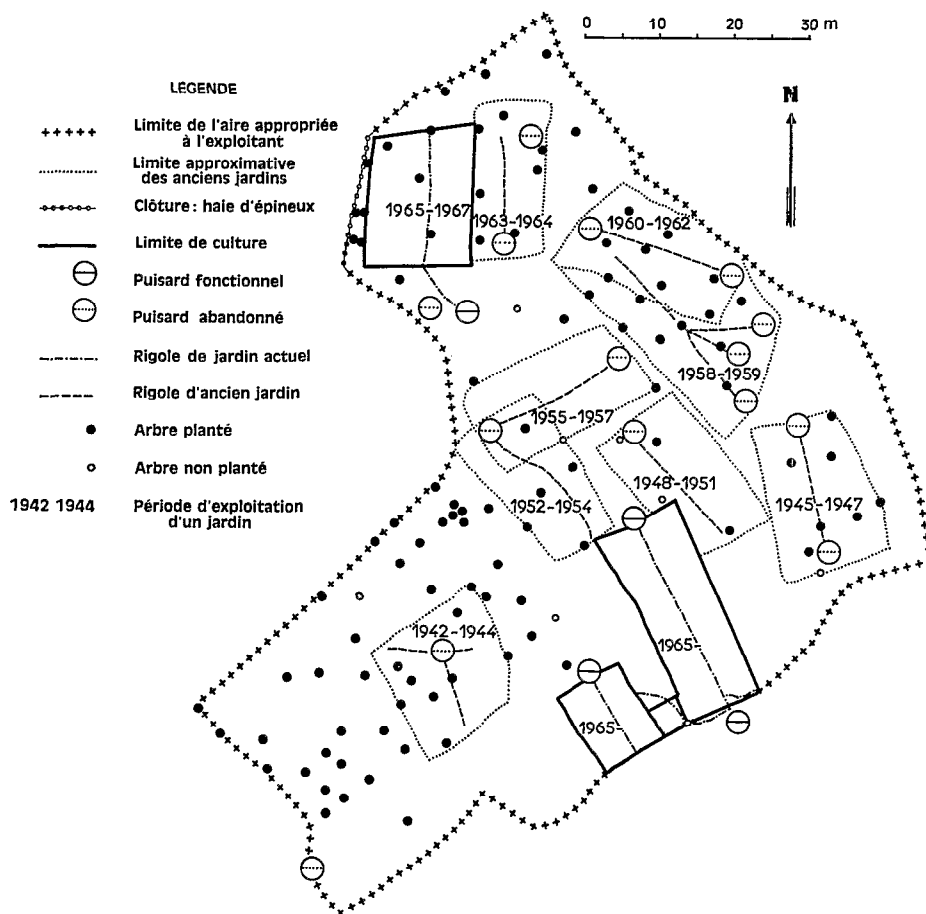 0 10 20 30 m
N
LÉGENDE
Limite de l'aire appropriée
à l'exploitant
Limite approximative
des anciens jardins
Clôture: haie d'épineux
Limite de culture
Puisard fonctionnel
Puisard abandonné
Rigole de jardin actuel
Rigole d'ancien jardin
Arbre planté
Arbre non planté
1942 1944 Période d'exploitation
d'un jardin
1965-1967
1963-1964
1960-1962
1958-1959
1955-1957
1952-1954
1948-1951
1945-1947
1942-1944
1965-
1965-